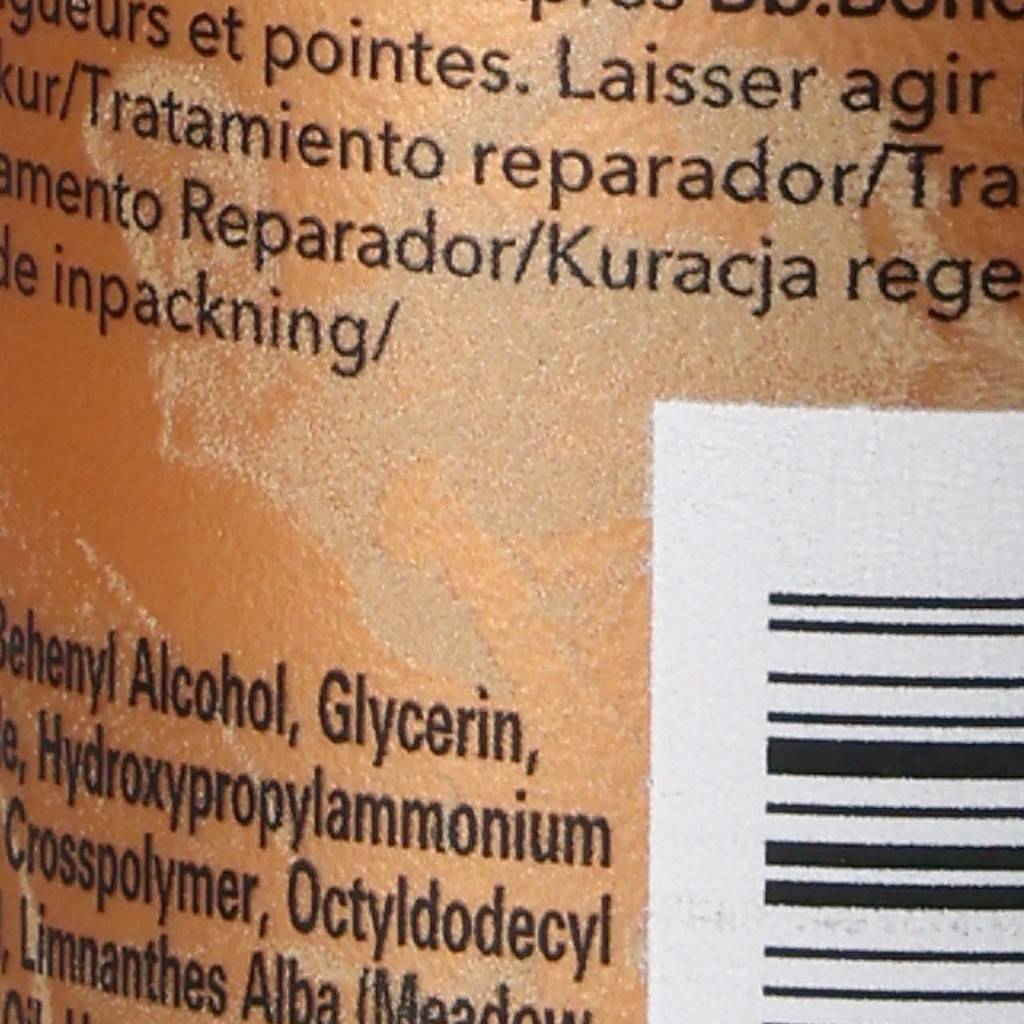 et pointes. Laisser agir
kur/Tratamiento reparador/Tra
amento Reparador/Kuracja rege
de inpackning/
Behenyl Alcohol, Glycerin,
e, Hydroxypropylammonium
Crosspolymer, Octyldodecyl
, Limnanthes Alba (Meadow
Oil,